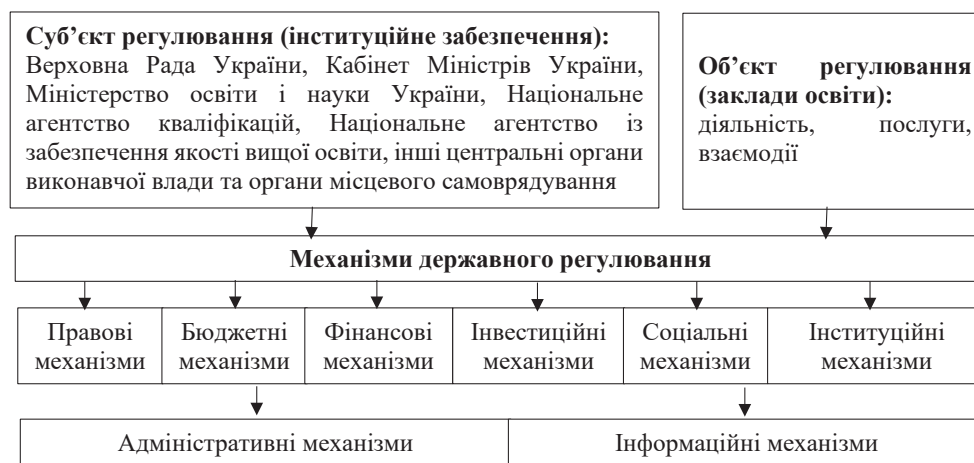 Суб’єкт регулювання (інституційне забезпечення):
Верховна Рада України, Кабінет Міністрів України,
Міністерство освіти і науки України, Національне
агентство кваліфікацій, Національне агентство із
забезпечення якості вищої освіти, інші центральні органи
виконавчої влади та органи місцевого самоврядування
Об’єкт регулювання
(заклади освіти):
діяльність, послуги,
взаємодії
Механізми державного регулювання
Правові
механізми
Бюджетні
механізми
Фінансові
механізми
Інвестиційні
механізми
Соціальні
механізми
Інституційні
механізми
Адміністративні механізми
Інформаційні механізми